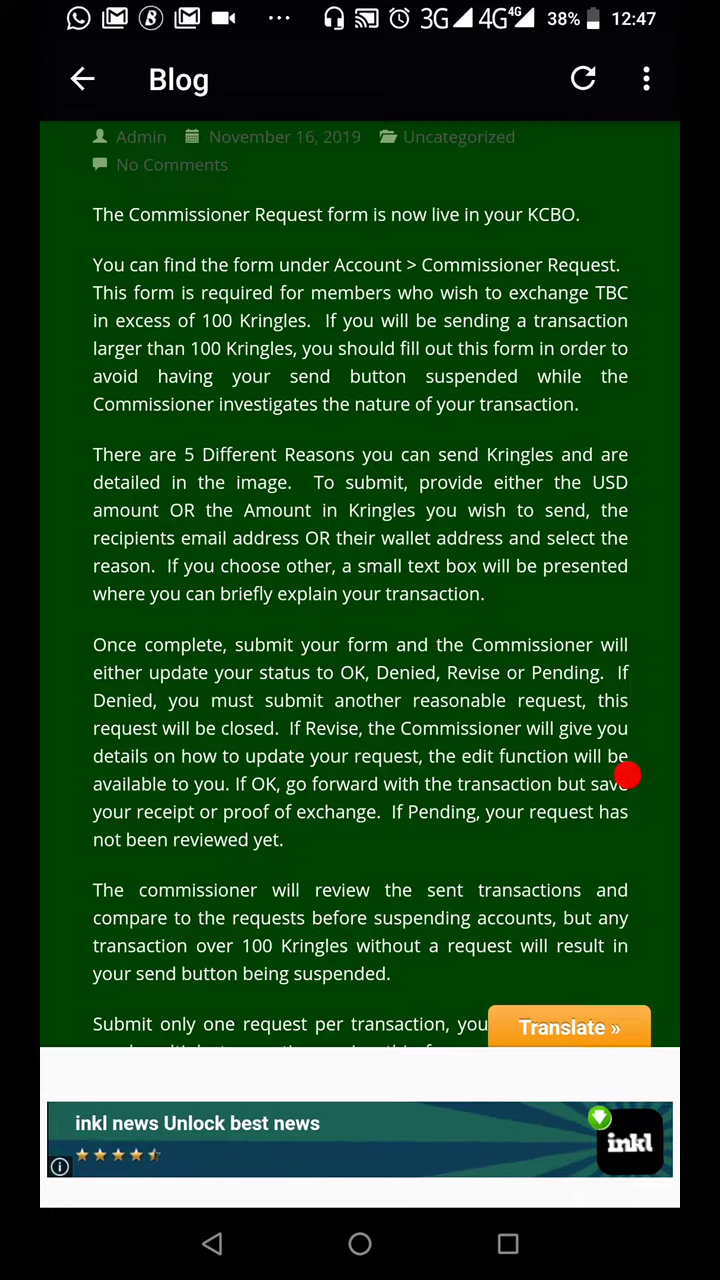 3G 4G 4G 38% 12:47
Blog
Admin November 16, 2019 Uncategorized
No Comments
The Commissioner Request form is now live in your KCBO.
You can find the form under Account > Commissioner Request.
This form is required for members who wish to exchange TBC
in excess of 100 Kringles. If you will be sending a transaction
larger than 100 Kringles, you should fill out this form in order to
avoid having your send button suspended while the
Commissioner investigates the nature of your transaction.
There are 5 Different Reasons you can send Kringles and are
detailed in the image. To submit, provide either the USD
amount OR the Amount in Kringles you wish to send, the
recipients email address OR their wallet address and select the
reason. If you choose other, a small text box will be presented
where you can briefly explain your transaction.
Once complete, submit your form and the Commissioner will
either update your status to OK, Denied, Revise or Pending. If
Denied, you must submit another reasonable request, this
request will be closed. If Revise, the Commissioner will give you
details on how to update your request, the edit function will be
available to you. If OK, go forward with the transaction but save
your receipt or proof of exchange. If Pending, your request has
not been reviewed yet.
The commissioner will review the sent transactions and
compare to the requests before suspending accounts, but any
transaction over 100 Kringles without a request will result in
your send button being suspended.
Submit only one request per transaction, you
Translate »
inkl news Unlock best news
inkl